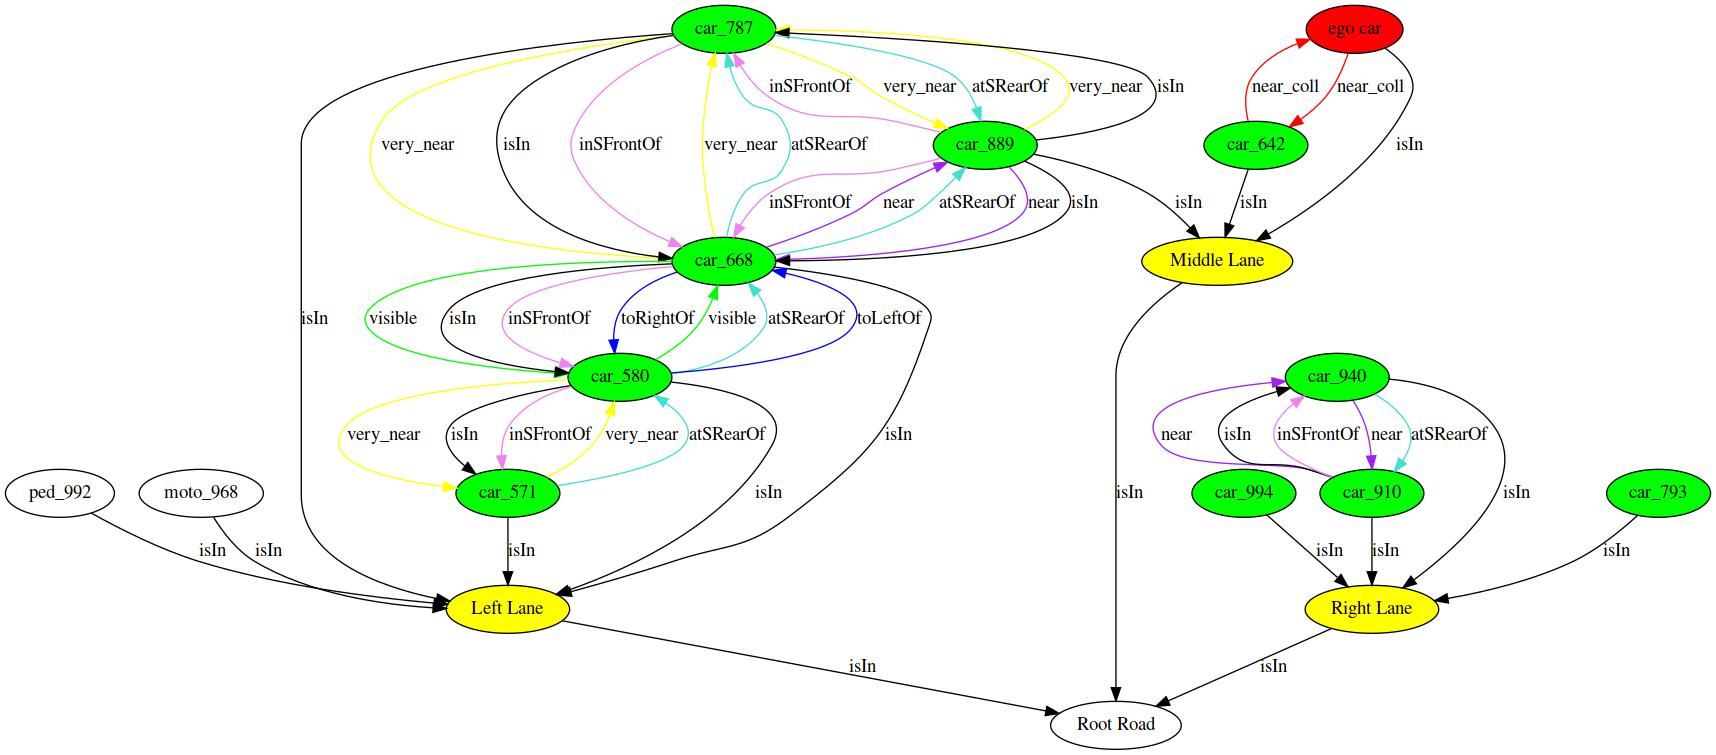 car_787
ego car
inSFrontOf
very_near
atSRearOf
very_near
isIn
near_coll
near_coll
very_near
isIn
inSFrontOf
very_near
atSRearOf
car_889
car_642
isIn
inSFrontOf
near
atSRearOf
near
isIn
isIn
isIn
car_668
Middle Lane
isIn
visible
isIn
inSFrontOf
toRightOf
visible
atSRearOf
toLeftOf
car_580
car_940
very_near
isIn
inSFrontOf
very_near
atSRearOf
isIn
near
isIn
inSFrontOf
near
atSRearOf
ped_992
moto_968
car_571
isIn
isIn
car_994
car_910
isIn
car_793
isIn
isIn
isIn
isIn
isIn
isIn
Left Lane
Right Lane
isIn
isIn
Root Road